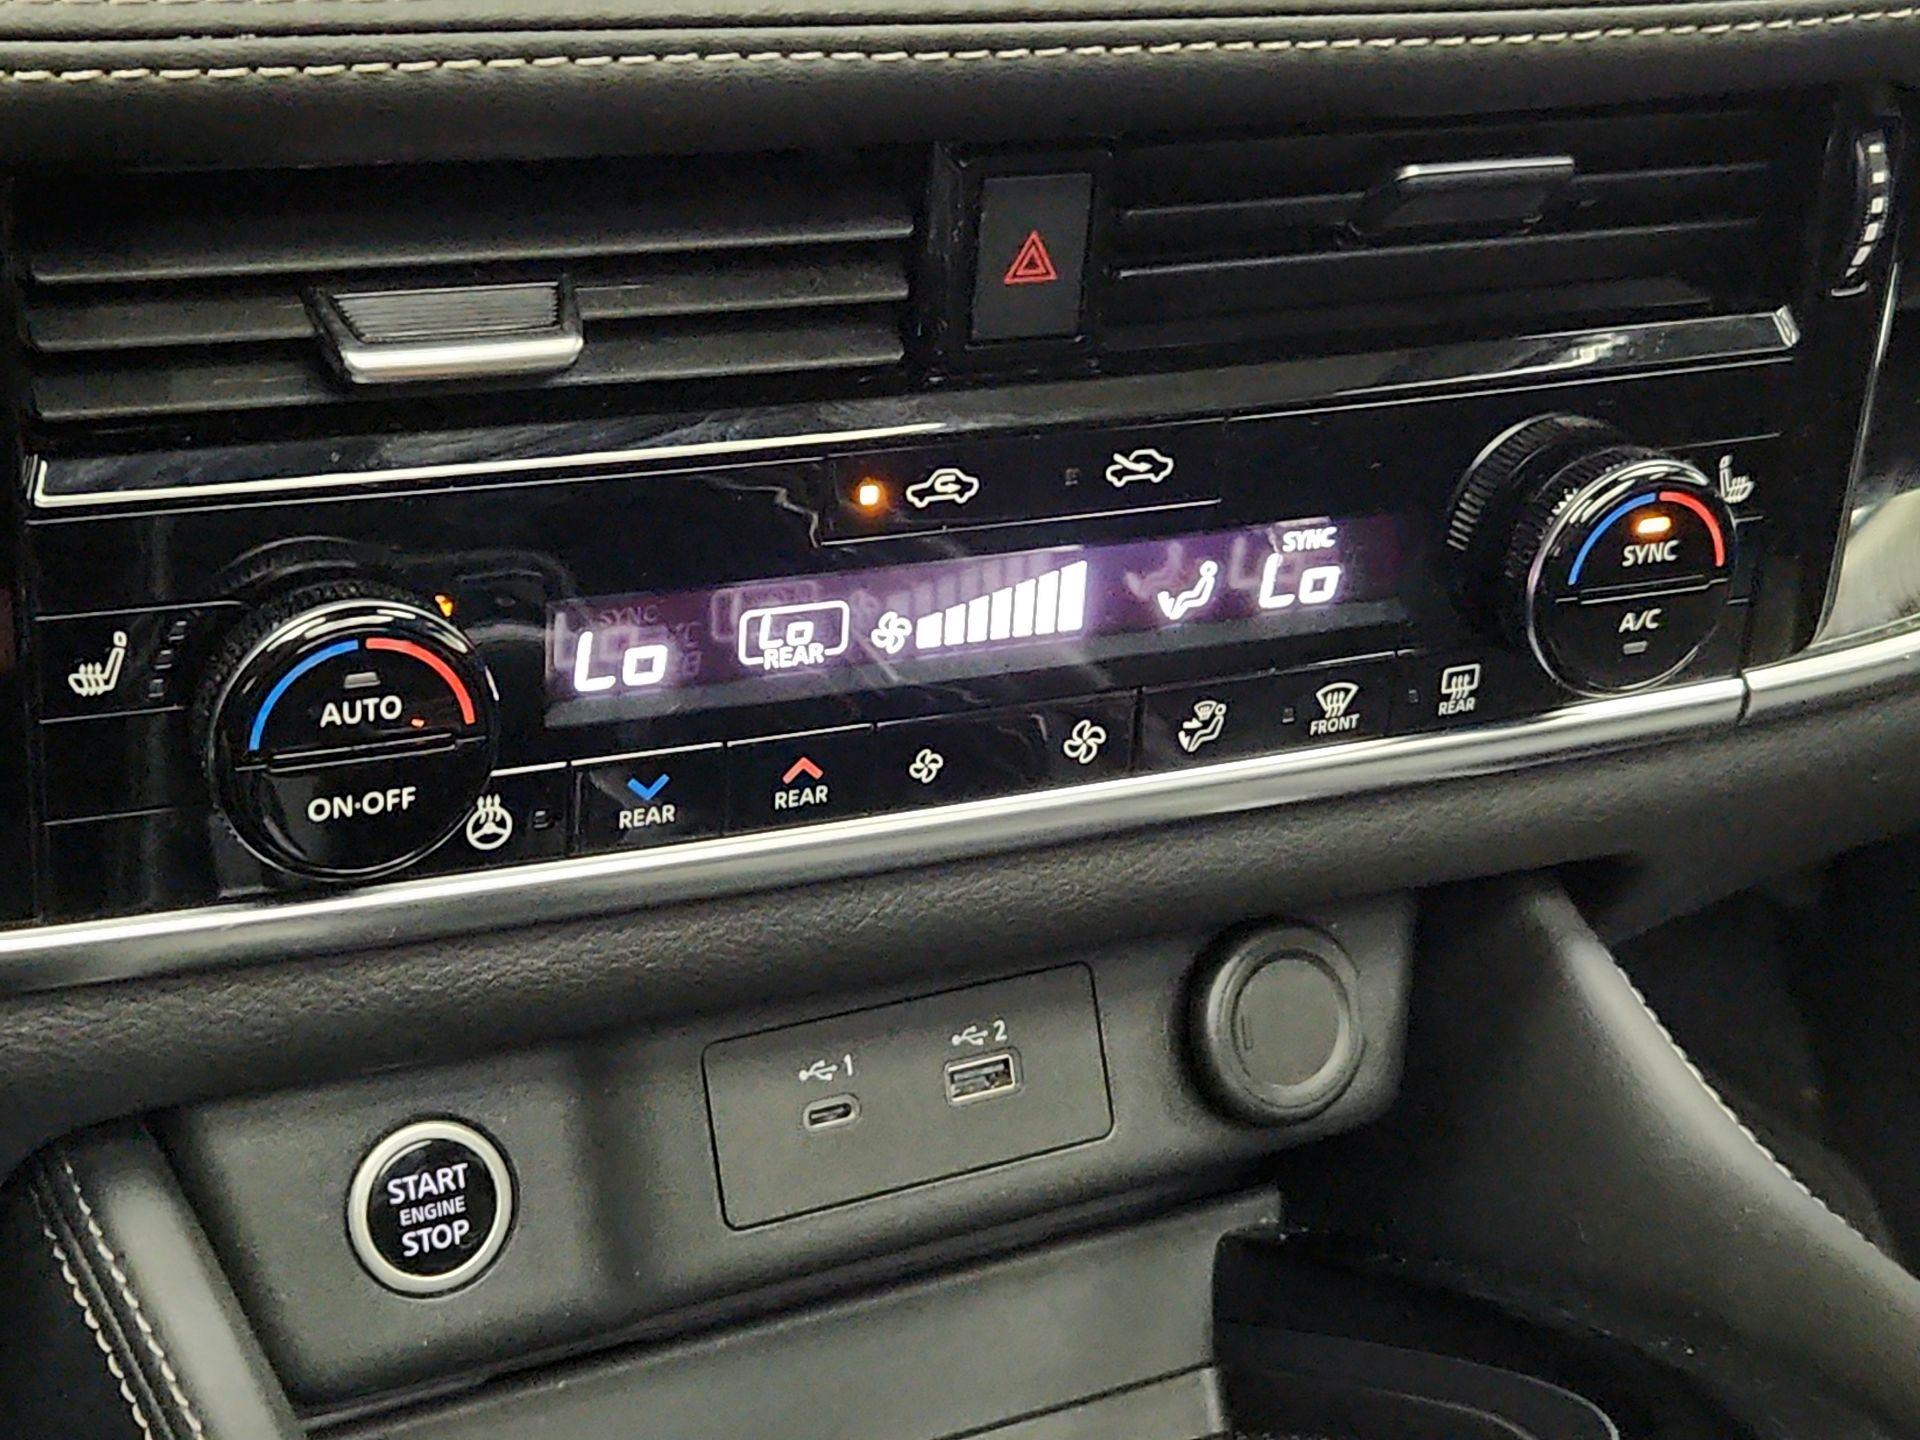 SYNC
Lo
Lo
REAR
SYNC
Lo
SYNC
A/C
AUTO
ON·OFF
REAR
REAR
FRONT
REAR
1
2
START
ENGINE
STOP